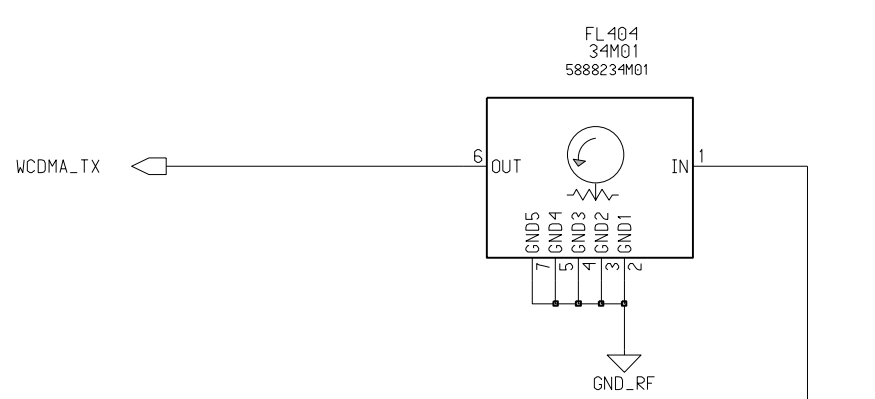 FL404
34M01
5888234M01
WCDMA_TX
6
OUT
IN
1
GND5
GND4
GND3
GND2
GND1
7
5
4
3
2
GND_RF